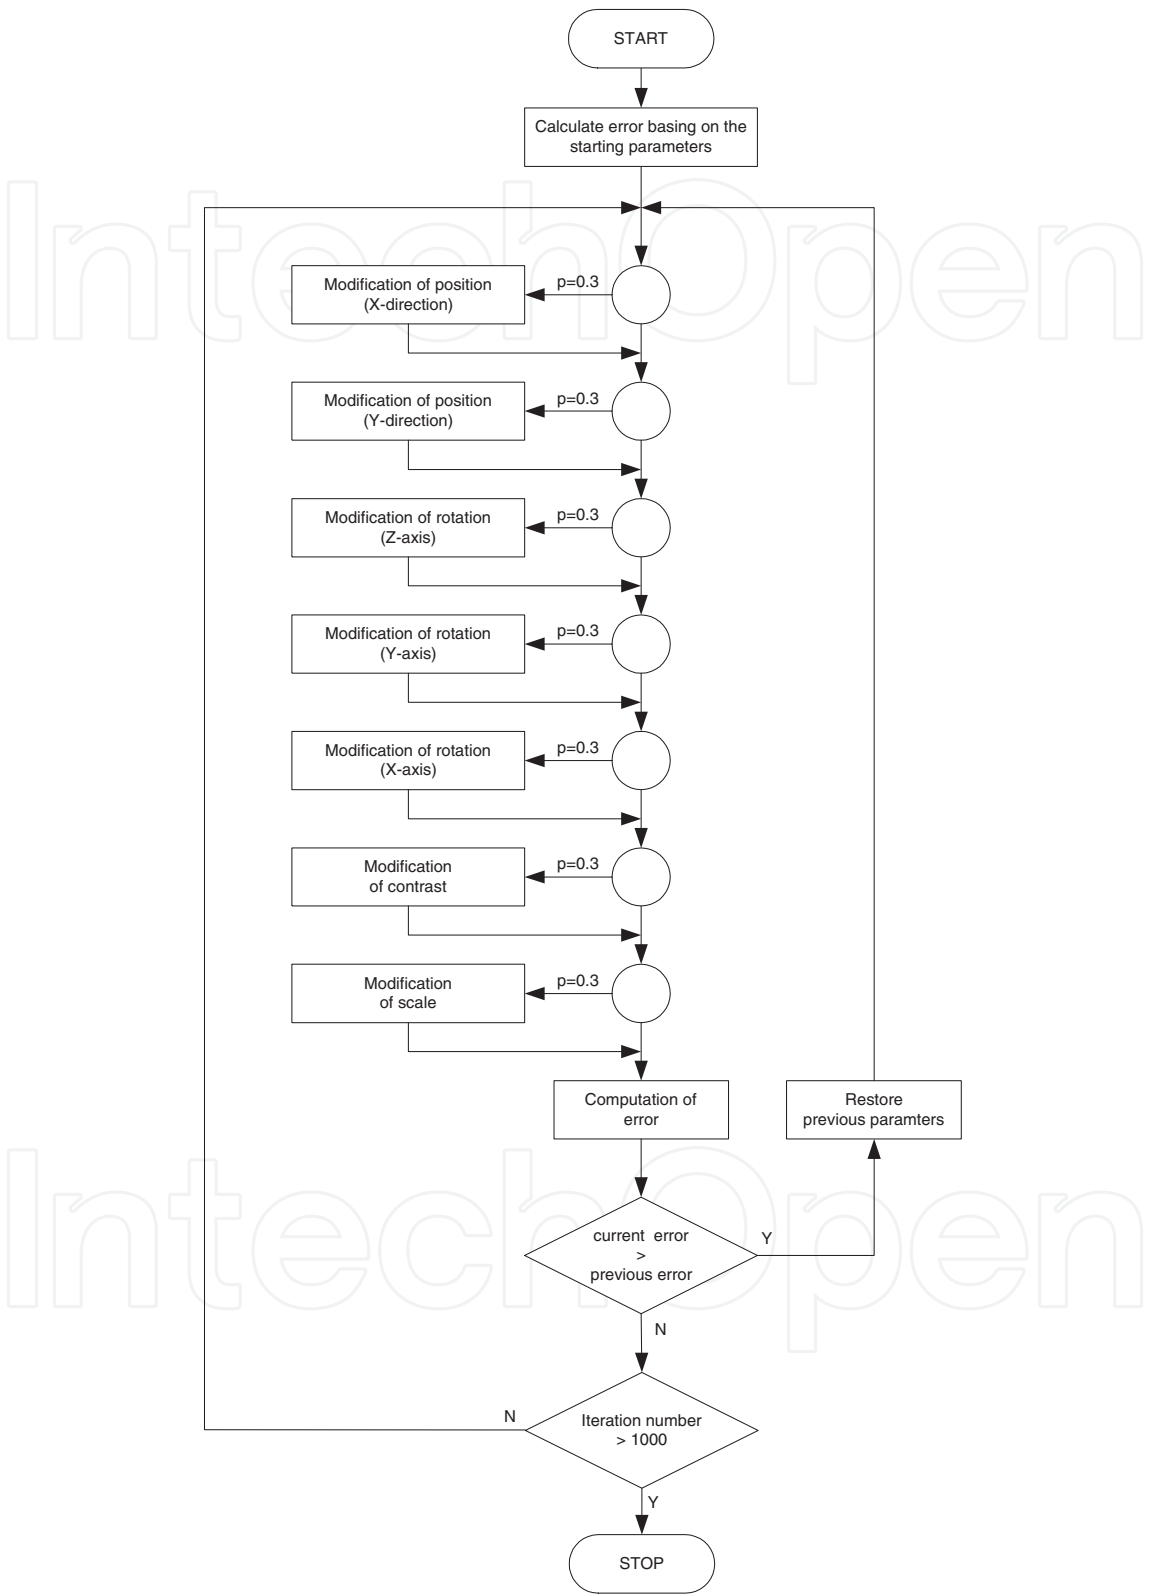 START
Calculate error basing on the
starting parameters
IntechOpen
Modification of position
(X-direction)
p=0.3
Modification of position
(Y-direction)
p=0.3
Modification of rotation
(Z-axis)
p=0.3
Modification of rotation
(Y-axis)
p=0.3
Modification of rotation
(X-axis)
p=0.3
Modification
of contrast
p=0.3
Modification
of scale
p=0.3
Computation of
error
Restore
previous paramters
IntechOpen
current error
>
previous error
Y
N
Iteration number
> 1000
N
Y
STOP